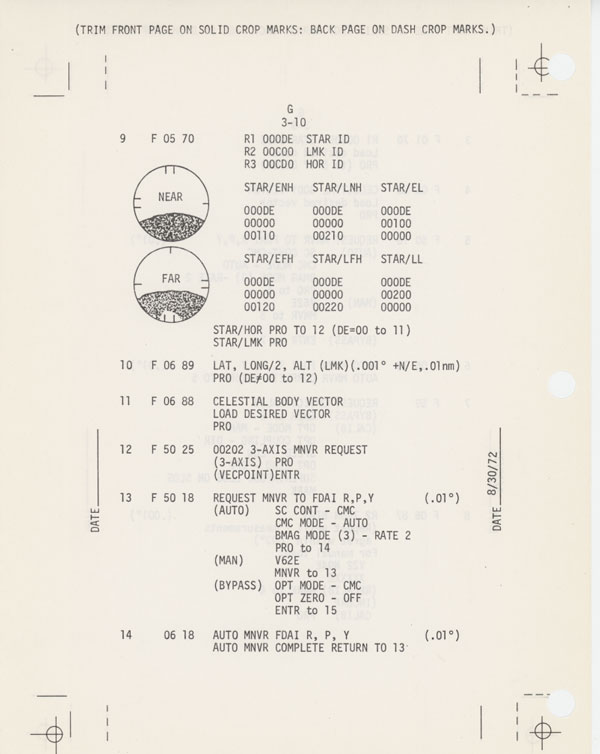 (TRIM FRONT PAGE ON SOLID CROP MARKS: BACK PAGE ON DASH CROP MARKS.)
G
3-10
9 F 05 70 R1 000DE STAR ID
R2 00C00 LMK ID
R3 00CD0 HOR ID
NEAR
STAR/ENH STAR/LNH STAR/EL
000DE 000DE 000DE
00000 00000 00100
00110 00210 00000
FAR
STAR/EFH STAR/LFH STAR/LL
000DE 000DE 000DE
00000 00000 00200
00120 00220 00000
STAR/HOR PRO TO 12 (DE=00 to 11)
STAR/LMK PRO
10 F 06 89 LAT, LONG/2, ALT (LMK)(.001° +N/E,.01nm)
PRO (DE≠00 to 12)
11 F 06 88 CELESTIAL BODY VECTOR
LOAD DESIRED VECTOR
PRO
12 F 50 25 00202 3-AXIS MNVR REQUEST
(3-AXIS) PRO
(VECPOINT)ENTR
13 F 50 18 REQUEST MNVR TO FDAI R,P,Y (.01°)
(AUTO) SC CONT - CMC
CMC MODE - AUTO
BMAG MODE (3) - RATE 2
PRO to 14
(MAN) V62E
MNVR to 13
(BYPASS) OPT MODE - CMC
OPT ZERO - OFF
ENTR to 15
14 06 18 AUTO MNVR FDAI R, P, Y (.01°)
AUTO MNVR COMPLETE RETURN TO 13
DATE
DATE 8/30/72